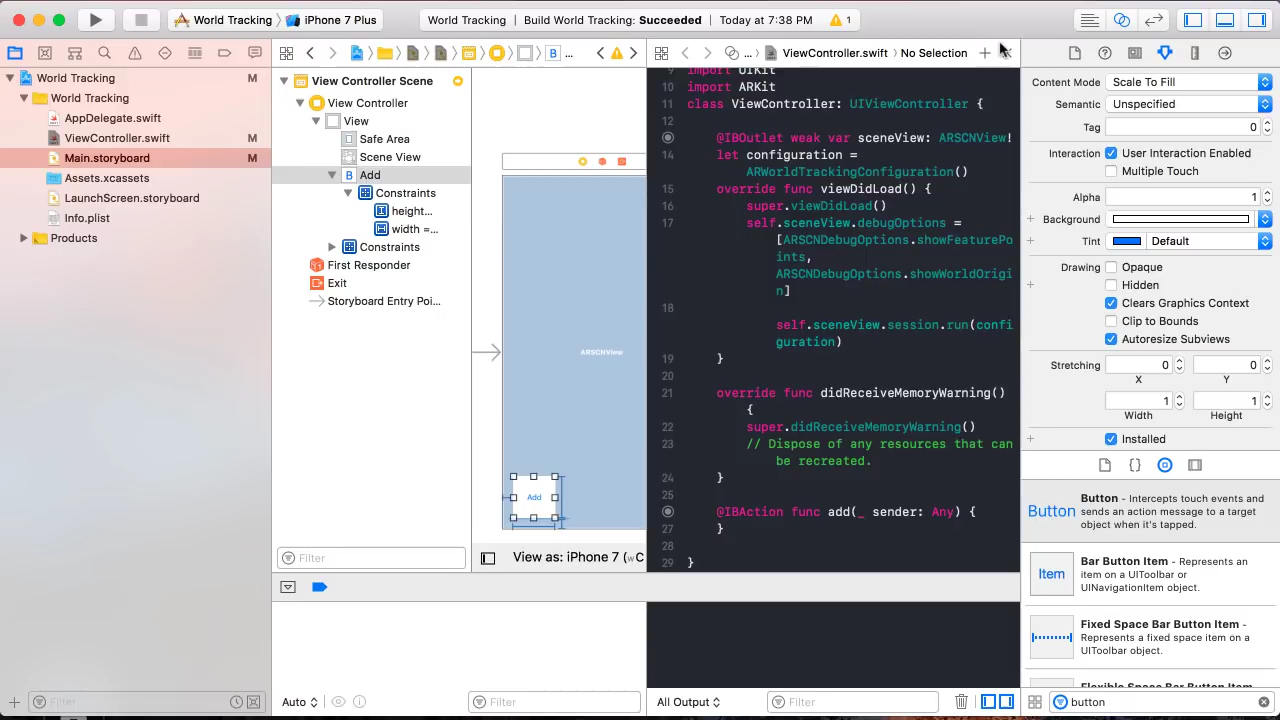 World Tracking iPhone 7 Plus
World Tracking Build World Tracking: Succeeded Today at 7:38 PM 1
World Tracking M
World Tracking
AppDelegate.swift
ViewController.swift M
Main.storyboard M
Assets.xcassets
LaunchScreen.storyboard
Info.plist
Products
Filter
B ...
View Controller Scene
View Controller
View
Safe Area
Scene View
B Add
Constraints
height...
width =...
Constraints
First Responder
Exit
Storyboard Entry Poi...
Filter
ARSCNView
Add
View as: iPhone 7 (wC
... ViewController.swift No Selection
9 import UIKit
10 import ARKit
11 class ViewController: UIViewController {
12
@IBOutlet weak var sceneView: ARSCNView!
14 let configuration =
ARWorldTrackingConfiguration()
15 override func viewDidLoad() {
16 super.viewDidLoad()
17 self.sceneView.debugOptions =
[ARSCNDebugOptions.showFeaturePo
ints,
ARSCNDebugOptions.showWorldOrigi
n]
18
self.sceneView.session.run(confi
guration)
19 }
20
21 override func didReceiveMemoryWarning()
{
22 super.didReceiveMemoryWarning()
23 // Dispose of any resources that can
be recreated.
24 }
25
@IBAction func add(_ sender: Any) {
27 }
28
29 }
Auto
Filter
All Output
Filter
Content Mode Scale To Fill
Semantic Unspecified
Tag 0
Interaction User Interaction Enabled
Multiple Touch
Alpha 1
Background
Tint Default
Drawing Opaque
Hidden
Clears Graphics Context
Clip to Bounds
Autoresize Subviews
Stretching 0 0
X Y
1 1
Width Height
Installed
Button Button - Intercepts touch events and
sends an action message to a target
object when it's tapped.
Item Bar Button Item - Represents an
item on a UIToolbar or
UINavigationItem object.
Fixed Space Bar Button Item -
Represents a fixed space item on a
UIToolbar object.
Flexible Space Bar Button Item
button